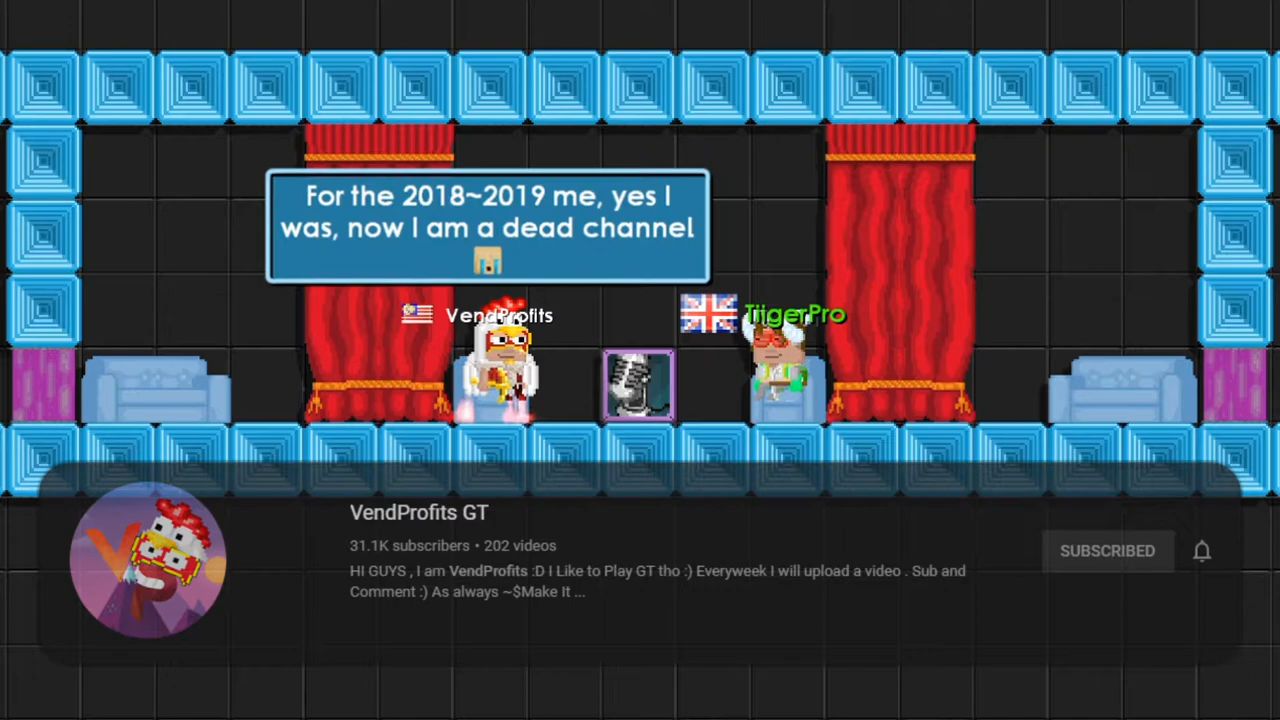 For the 2018~2019 me, yes I
was, now I am a dead channel
VendProfits
TiigerPro
VendProfits GT
31.1K subscribers • 202 videos
HI GUYS , I am VendProfits :D I Like to Play GT tho :) Everyweek I will upload a video . Sub and
Comment :) As always ~$Make It ...
SUBSCRIBED